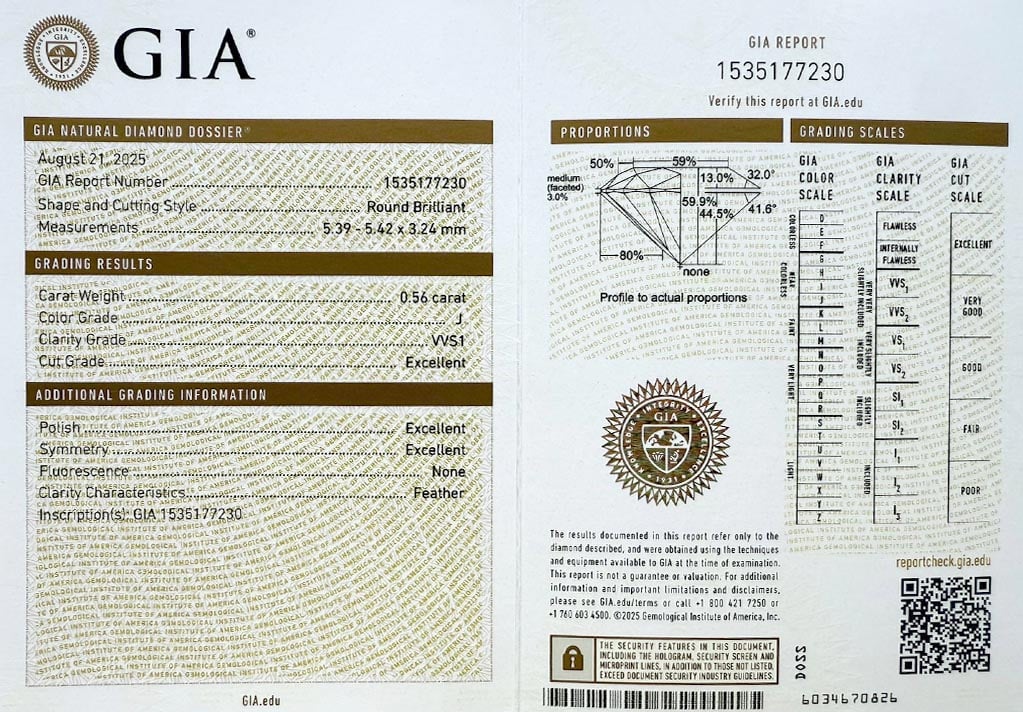 GIA®
GIA NATURAL DIAMOND DOSSIER®
August 21, 2025
GIA Report Number 1535177230
Shape and Cutting Style Round Brilliant
Measurements 5.39 - 5.42 x 3.24 mm
GRADING RESULTS
Carat Weight 0.56 carat
Color Grade J
Clarity Grade VVS1
Cut Grade Excellent
ADDITIONAL GRADING INFORMATION
Polish Excellent
Symmetry Excellent
Fluorescence None
Clarity Characteristics Feather
Inscription(s): GIA 1535177230
GIA.edu
GIA REPORT
1535177230
Verify this report at GIA.edu
PROPORTIONS
50%
59%
medium
(faceted)
3.0%
13.0%
32.0°
59.9%
44.5%
41.6°
80%
none
Profile to actual proportions
GIA
INTEGRITY
EXCELLENCE
KNOWLEDGE
1931
The results documented in this report refer only to the
diamond described, and were obtained using the techniques
and equipment available to GIA at the time of examination.
This report is not a guarantee or valuation. For additional
information and important limitations and disclaimers,
please see GIA.edu/terms or call +1 800 421 7250 or
+1 760 603 4500. ©2025 Gemological Institute of America, Inc.
THE SECURITY FEATURES IN THIS DOCUMENT,
INCLUDING THE HOLOGRAM, SECURITY SCREEN AND
MICROPRINT LINES, IN ADDITION TO THOSE NOT LISTED,
EXCEED DOCUMENT SECURITY INDUSTRY GUIDELINES.
GRADING SCALES
GIA
COLOR
SCALE
COLORLESS
D
E
F
NEAR
COLORLESS
G
H
I
J
FAINT
K
L
M
VERY LIGHT
N
O
P
Q
R
LIGHT
S
T
U
V
W
X
Y
Z
GIA
CLARITY
SCALE
FLAWLESS
INTERNALLY
FLAWLESS
VERY VERY
SLIGHTLY INCLUDED
VVS1
VVS2
VERY SLIGHTLY
INCLUDED
VS1
VS2
SLIGHTLY
INCLUDED
SI1
SI2
INCLUDED
I1
I2
I3
GIA
CUT
SCALE
EXCELLENT
VERY
GOOD
GOOD
FAIR
POOR
reportcheck.gia.edu
DOSS
6034670826